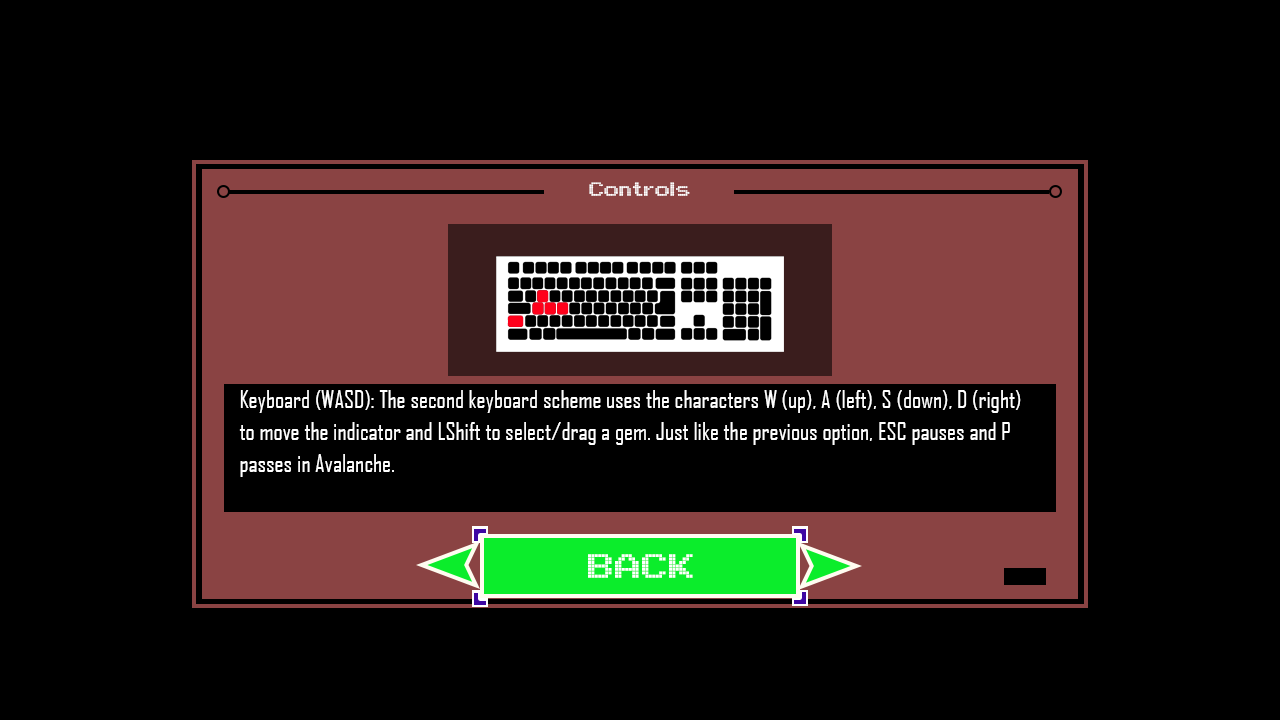 Controls
Keyboard (WASD): The second keyboard scheme uses the characters W (up), A (left), S (down), D (right)
to move the indicator and LShift to select/drag a gem. Just like the previous option, ESC pauses and P
passes in Avalanche.
BACK